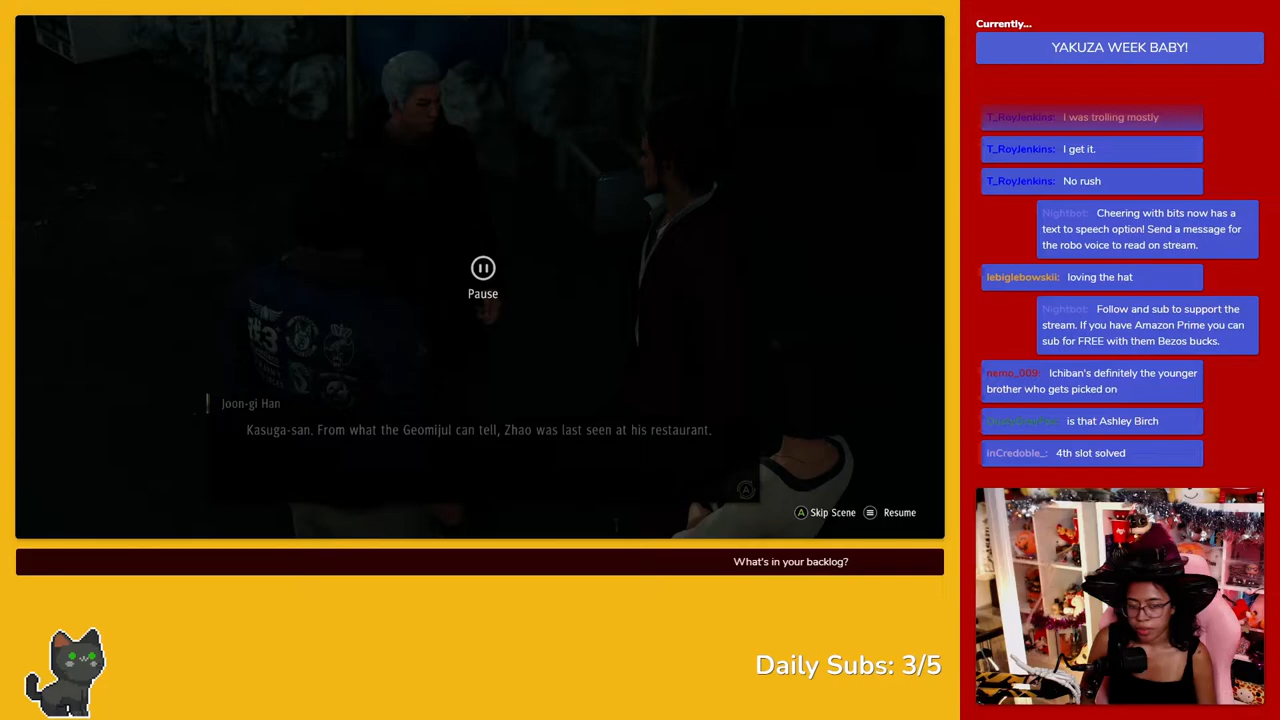 Currently...
YAKUZA WEEK BABY!
T_RoyJenkins: I was trolling mostly
T_RoyJenkins: I get it.
T_RoyJenkins: No rush
Nightbot: Cheering with bits now has a
text to speech option! Send a message for
the robo voice to read on stream.
lebiglebowskii: loving the hat
Nightbot: Follow and sub to support the
stream. If you have Amazon Prime you can
sub for FREE with them Bezos bucks.
nemo_009: Ichiban's definitely the younger
brother who gets picked on
is that Ashley Birch
inCredoble_: 4th slot solved
Pause
Joon-gi Han
Kasuga-san. From what the Geomijul can tell, Zhao was last seen at his restaurant.
A
A Skip Scene Resume
What's in your backlog?
Daily Subs: 3/5